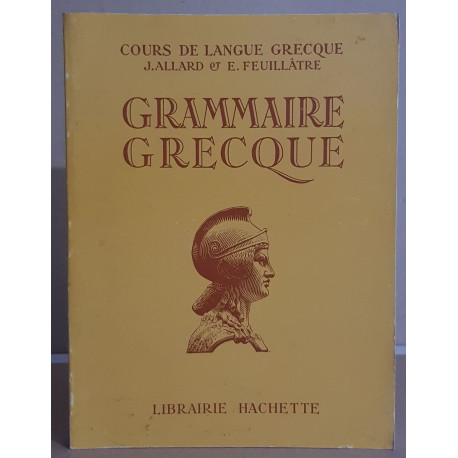 COURS DE LANGUE GRECQUE
J. ALLARD & E. FEUILLÂTRE
GRAMMAIRE
GRECQUE
LIBRAIRIE HACHETTE